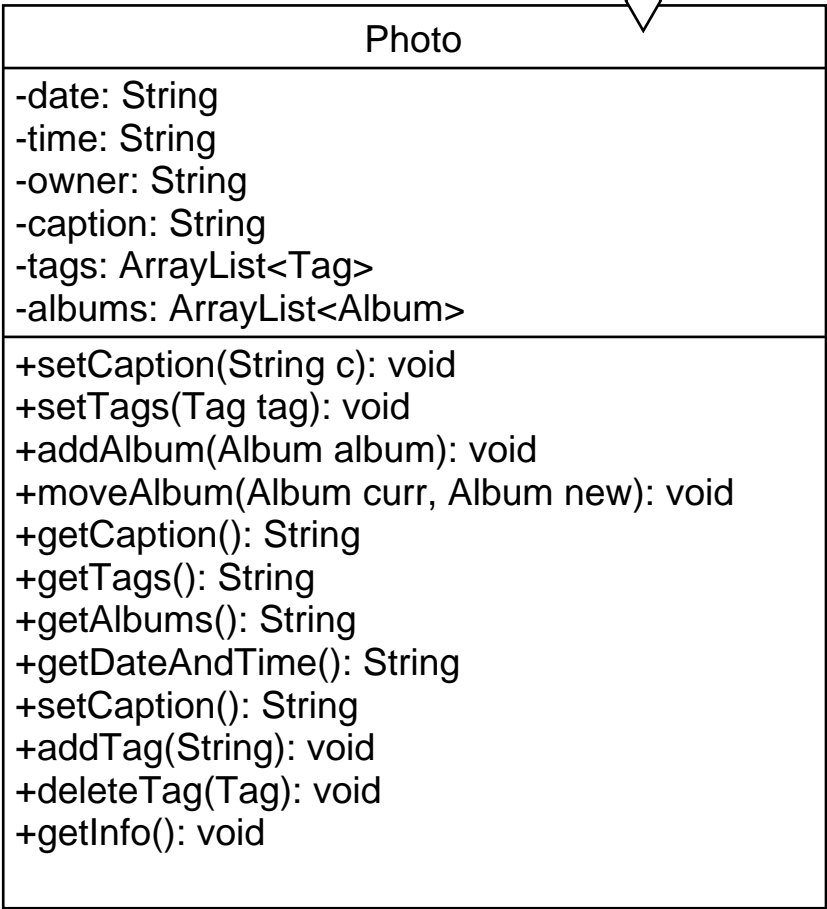 Photo
-date: String
-time: String
-owner: String
-caption: String
-tags: ArrayList<Tag>
-albums: ArrayList<Album>
+setCaption(String c): void
+setTags(Tag tag): void
+addAlbum(Album album): void
+moveAlbum(Album curr, Album new): void
+getCaption(): String
+getTags(): String
+getAlbums(): String
+getDateAndTime(): String
+setCaption(): String
+addTag(String): void
+deleteTag(Tag): void
+getInfo(): void